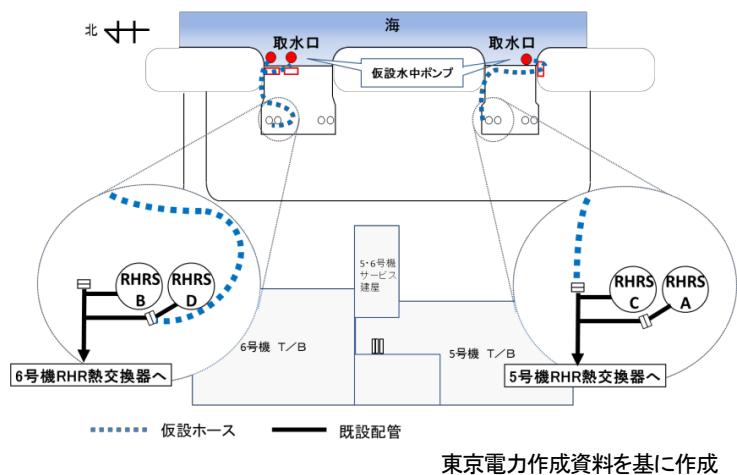 海
北
取水口
取水口
仮設水中ポンプ
RHRS
B
RHRS
D
RHRS
C
RHRS
A
5・6号機
サービス
建屋
6号機 T/B
5号機 T/B
6号機RHR熱交換器へ
5号機RHR熱交換器へ
仮設ホース
既設配管
東京電力作成資料を基に作成